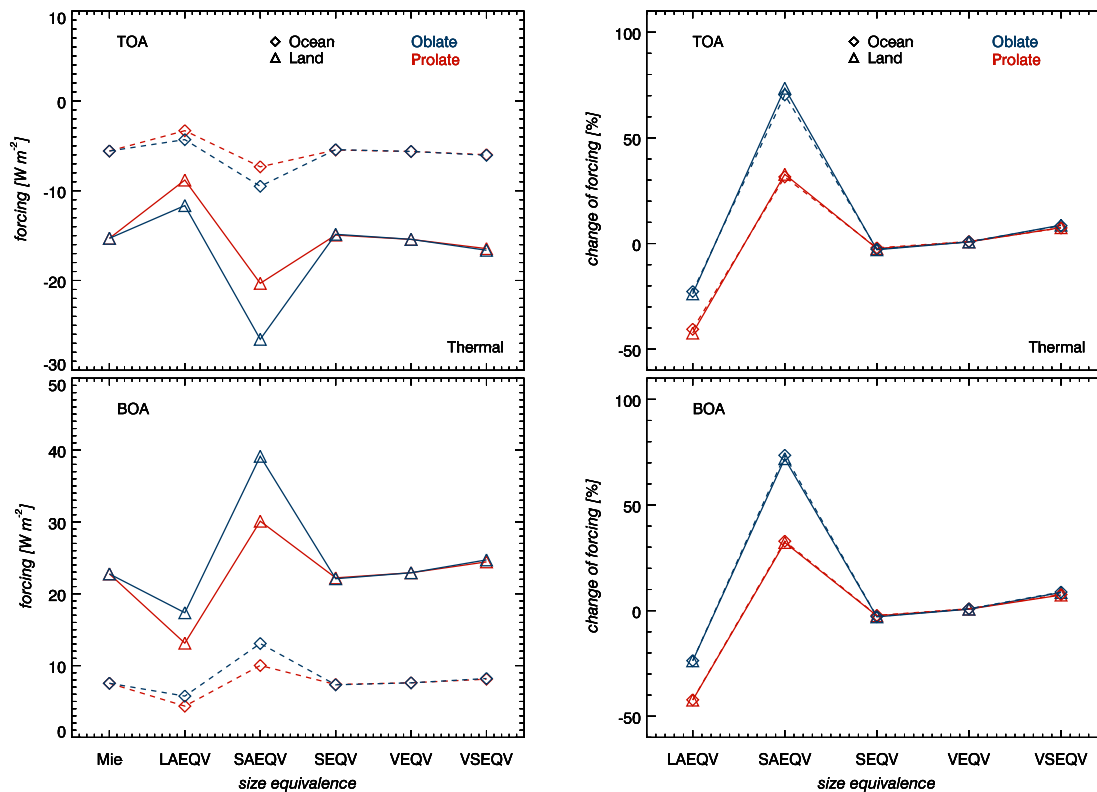 TOA
Ocean
Land
Oblate
Prolate
10
0
-10
-20
-30
forcing [W m-2]
Thermal
TOA
Ocean
Land
Oblate
Prolate
100
50
0
-50
change of forcing [%]
Thermal
BOA
50
40
30
20
10
0
forcing [W m-2]
Mie LAEQV SAEQV SEQV VEQV VSEQV
size equivalence
BOA
100
50
0
-50
change of forcing [%]
LAEQV SAEQV SEQV VEQV VSEQV
size equivalence